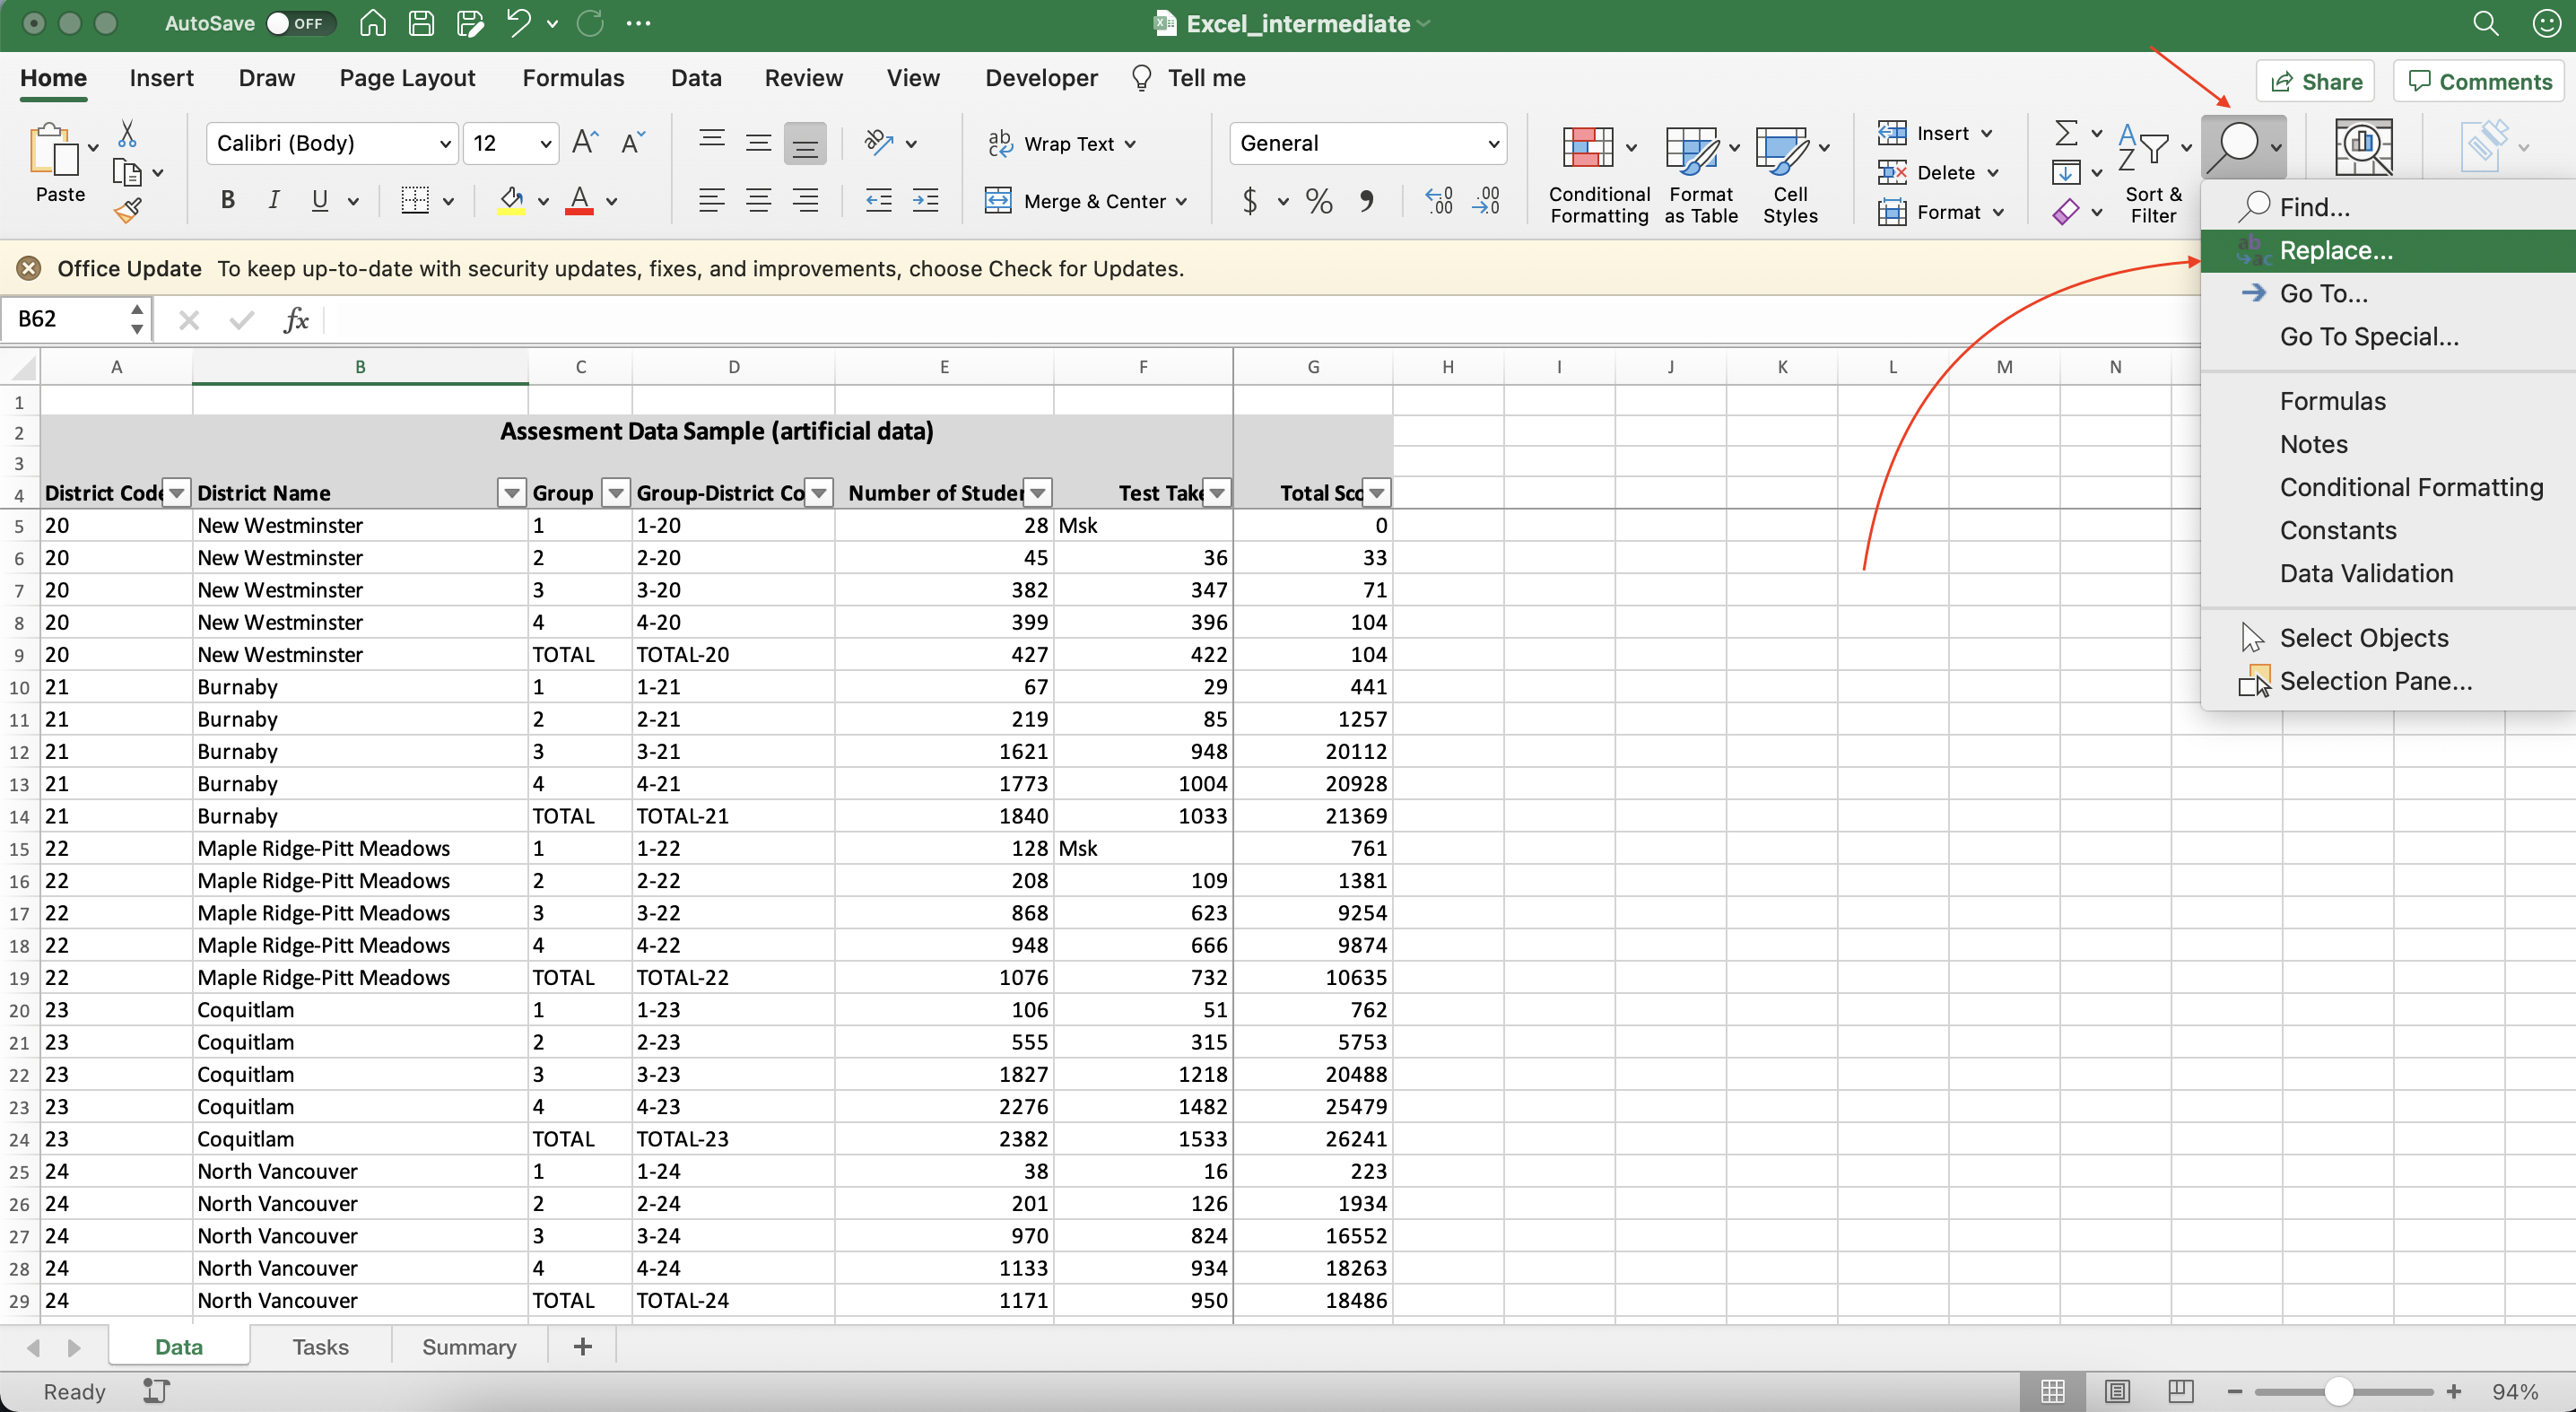 AutoSave OFF Excel_intermediate
Home Insert Draw Page Layout Formulas Data Review View Developer Tell me Share Comments
Paste Calibri (Body) 12 Wrap Text General Insert
B I U Merge & Center $ % Conditional Formatting Format as Table Cell Styles Delete Format Sort & Filter
Find...
Replace...
Go To...
Go To Special...
Formulas
Notes
Conditional Formatting
Constants
Data Validation
Select Objects
Selection Pane...
Office Update To keep up-to-date with security updates, fixes, and improvements, choose Check for Updates.
B62 fx
A B C D E F G H I J K L M N
1
2 Assesment Data Sample (artificial data)
3
4 District Code District Name Group Group-District Co Number of Studen Test Take Total Sco
5 20 New Westminster 1 1-20 28 Msk 0
6 20 New Westminster 2 2-20 45 36 33
7 20 New Westminster 3 3-20 382 347 71
8 20 New Westminster 4 4-20 399 396 104
9 20 New Westminster TOTAL TOTAL-20 427 422 104
10 21 Burnaby 1 1-21 67 29 441
11 21 Burnaby 2 2-21 219 85 1257
12 21 Burnaby 3 3-21 1621 948 20112
13 21 Burnaby 4 4-21 1773 1004 20928
14 21 Burnaby TOTAL TOTAL-21 1840 1033 21369
15 22 Maple Ridge-Pitt Meadows 1 1-22 128 Msk 761
16 22 Maple Ridge-Pitt Meadows 2 2-22 208 109 1381
17 22 Maple Ridge-Pitt Meadows 3 3-22 868 623 9254
18 22 Maple Ridge-Pitt Meadows 4 4-22 948 666 9874
19 22 Maple Ridge-Pitt Meadows TOTAL TOTAL-22 1076 732 10635
20 23 Coquitlam 1 1-23 106 51 762
21 23 Coquitlam 2 2-23 555 315 5753
22 23 Coquitlam 3 3-23 1827 1218 20488
23 23 Coquitlam 4 4-23 2276 1482 25479
24 23 Coquitlam TOTAL TOTAL-23 2382 1533 26241
25 24 North Vancouver 1 1-24 38 16 223
26 24 North Vancouver 2 2-24 201 126 1934
27 24 North Vancouver 3 3-24 970 824 16552
28 24 North Vancouver 4 4-24 1133 934 18263
29 24 North Vancouver TOTAL TOTAL-24 1171 950 18486
Data Tasks Summary +
Ready 94%